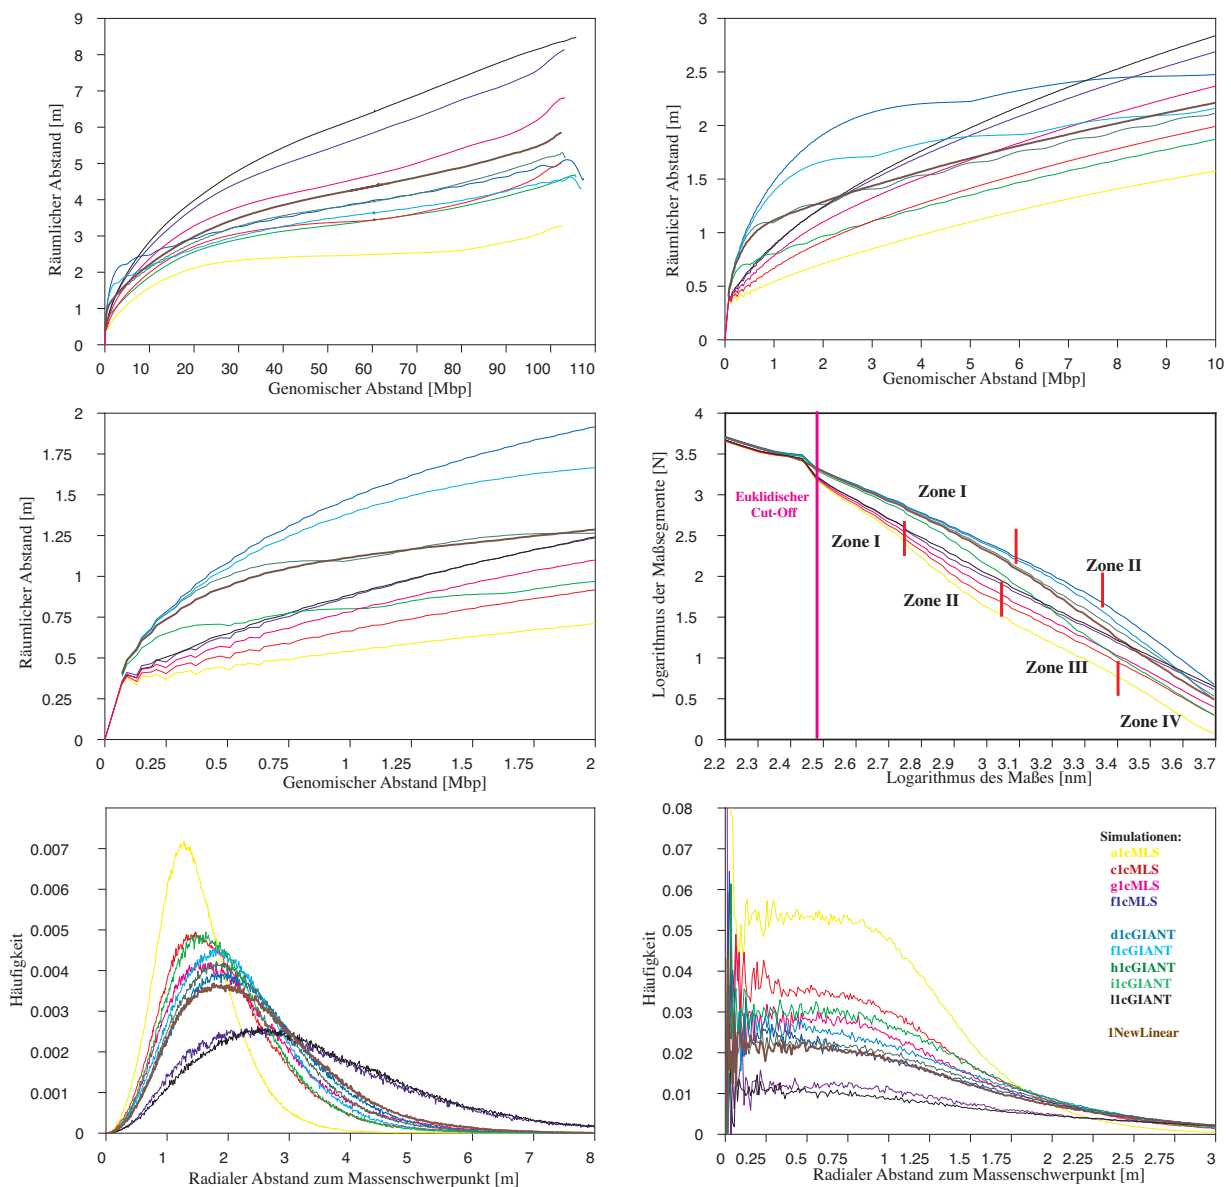 Räumlicher Abstand [m]
9
8
7
6
5
4
3
2
1
0
0 10 20 30 40 50 60 70 80 90 100 110
Genomischer Abstand [Mbp]
Räumlicher Abstand [m]
3
2.5
2
1.5
1
0.5
0
0 1 2 3 4 5 6 7 8 9 10
Genomischer Abstand [Mbp]
Räumlicher Abstand [m]
2
1.75
1.5
1.25
1
0.75
0.5
0.25
0
0 0.25 0.75 1 1.25 1.5 1.75 2
Genomischer Abstand [Mbp]
Logarithmus der Maßsegmente [N]
4
3.5
3
2.5
2
1.5
1
0.5
0
Euklidischer
Cut-Off
Zone I
Zone I
Zone II
Zone II
Zone III
Zone IV
2.2 2.3 2.4 2.5 2.6 2.7 2.8 2.9 3.1 3.1 3.2 3.3 3.4 3.5 3.6 3.7
Logarithmus des Maßes [nm]
Häufigkeit
0.007
0.006
0.005
0.004
0.003
0.002
0.001
0
0 1 2 3 4 5 6 7 8
Radialer Abstand zum Massenschwerpunkt [m]
Häufigkeit
0.08
0.07
0.06
0.05
0.04
0.03
0.02
0.01
0
Simulationen:
a1cMLS
c1cMLS
g1cMLS
f1cMLS
d1cGIANT
f1cGIANT
h1cGIANT
i1cGIANT
l1cGIANT
1NewLinear
0 0.25 0.5 0.75 1 1.25 1.5 1.75 2 2.25 2.5 2.75 3
Radialer Abstand zum Massenschwerpunkt [m]